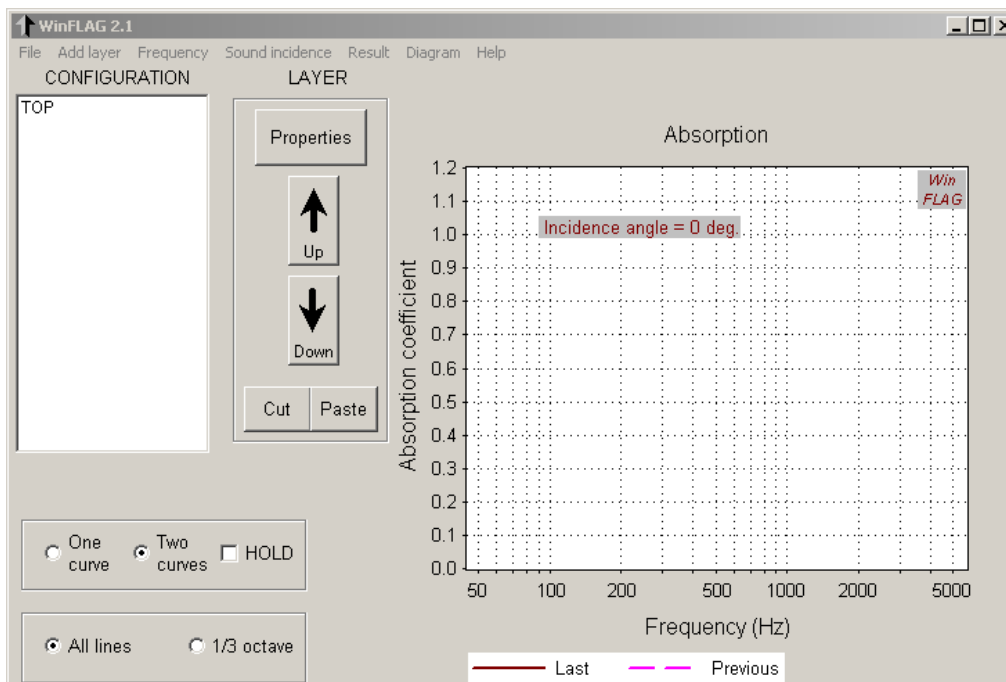 WinFLAG 2.1
File Add layer Frequency Sound incidence Result Diagram Help
CONFIGURATION
LAYER
TOP
Properties
Up
Down
Cut Paste
One curve
Two curves
HOLD
All lines
1/3 octave
Absorption
Win
FLAG
Incidence angle = 0 deg.
Absorption coefficient
1.2
1.1
1.0
0.9
0.8
0.7
0.6
0.5
0.4
0.3
0.2
0.1
0.0
50 100 200 500 1000 2000 5000
Frequency (Hz)
Last Previous